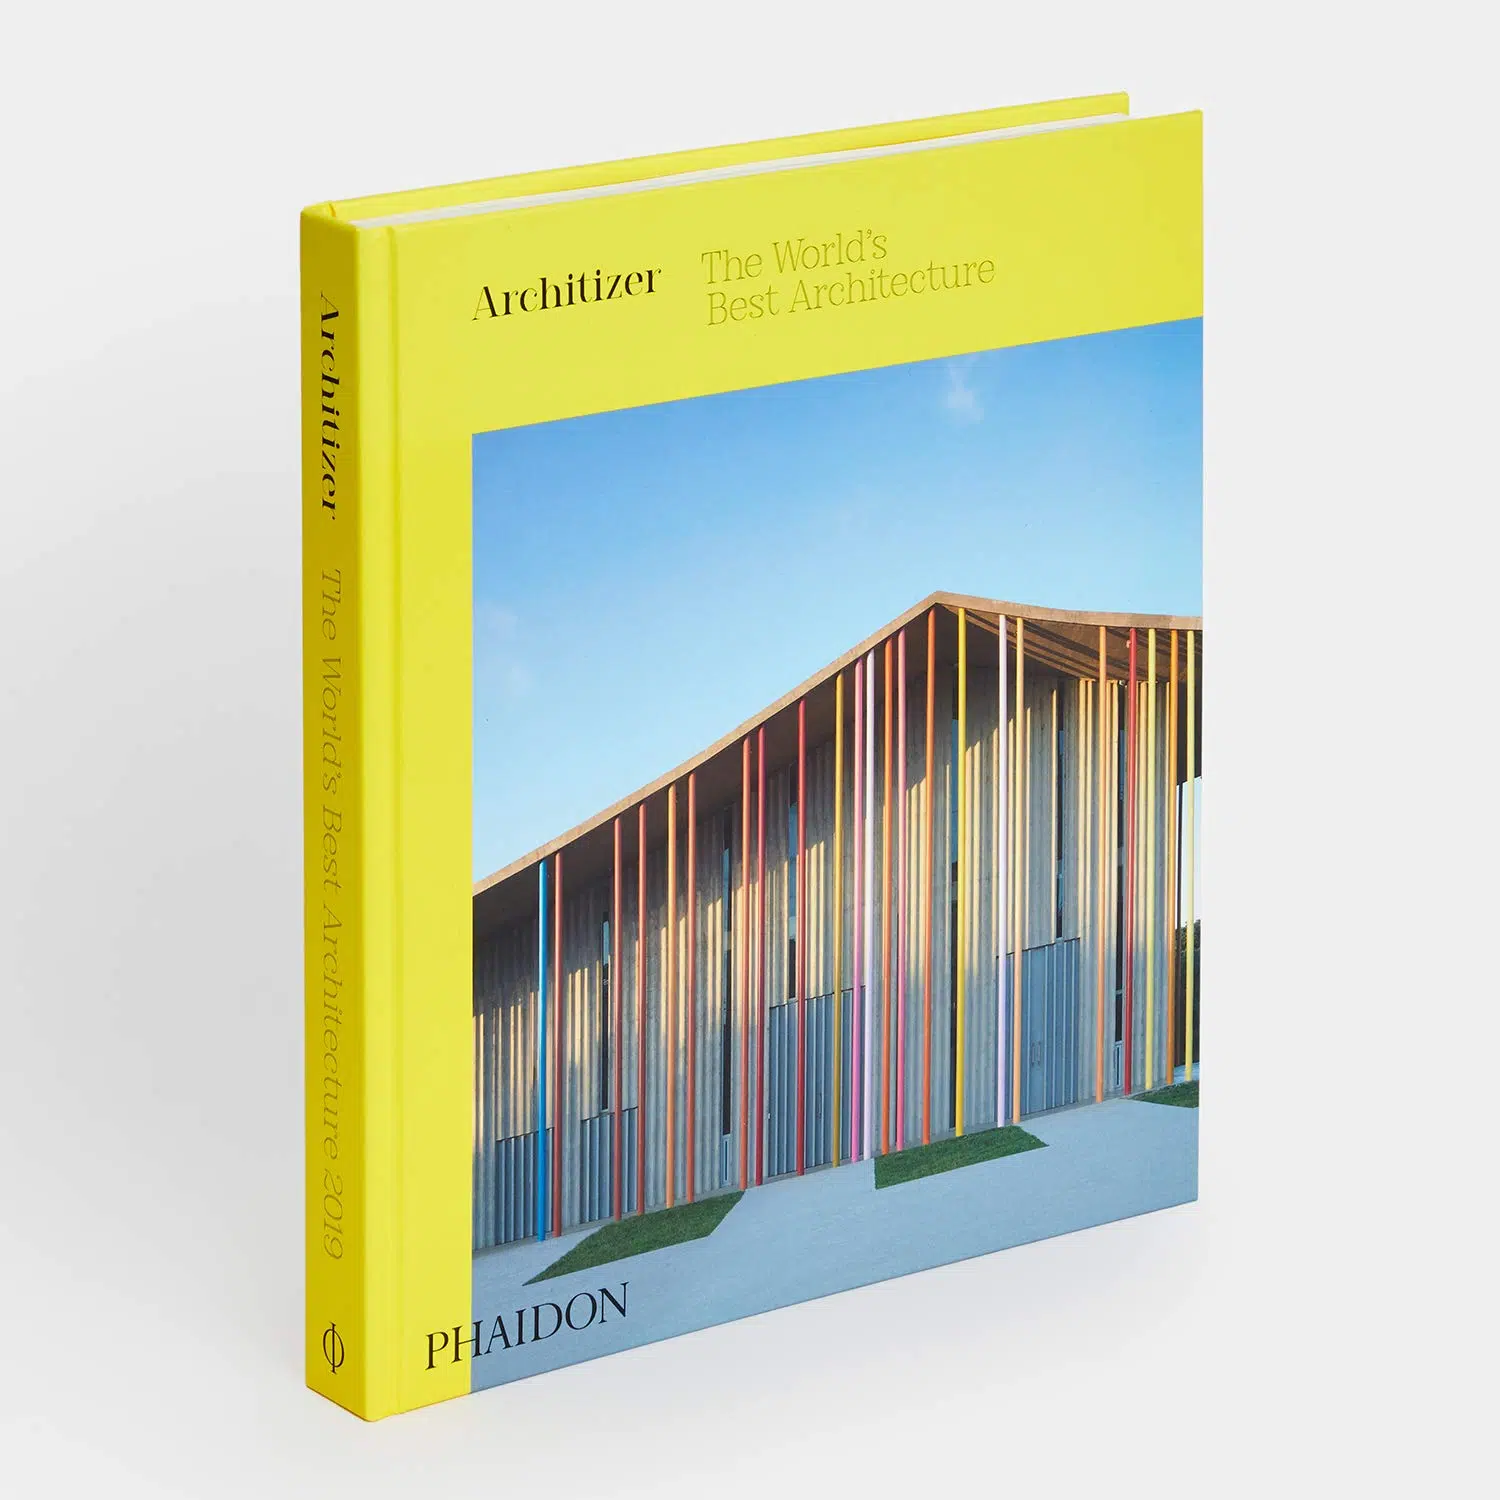 Architizer
The World's
Best Architecture
PHAIDON
Architizer The World's Best Architecture 2019